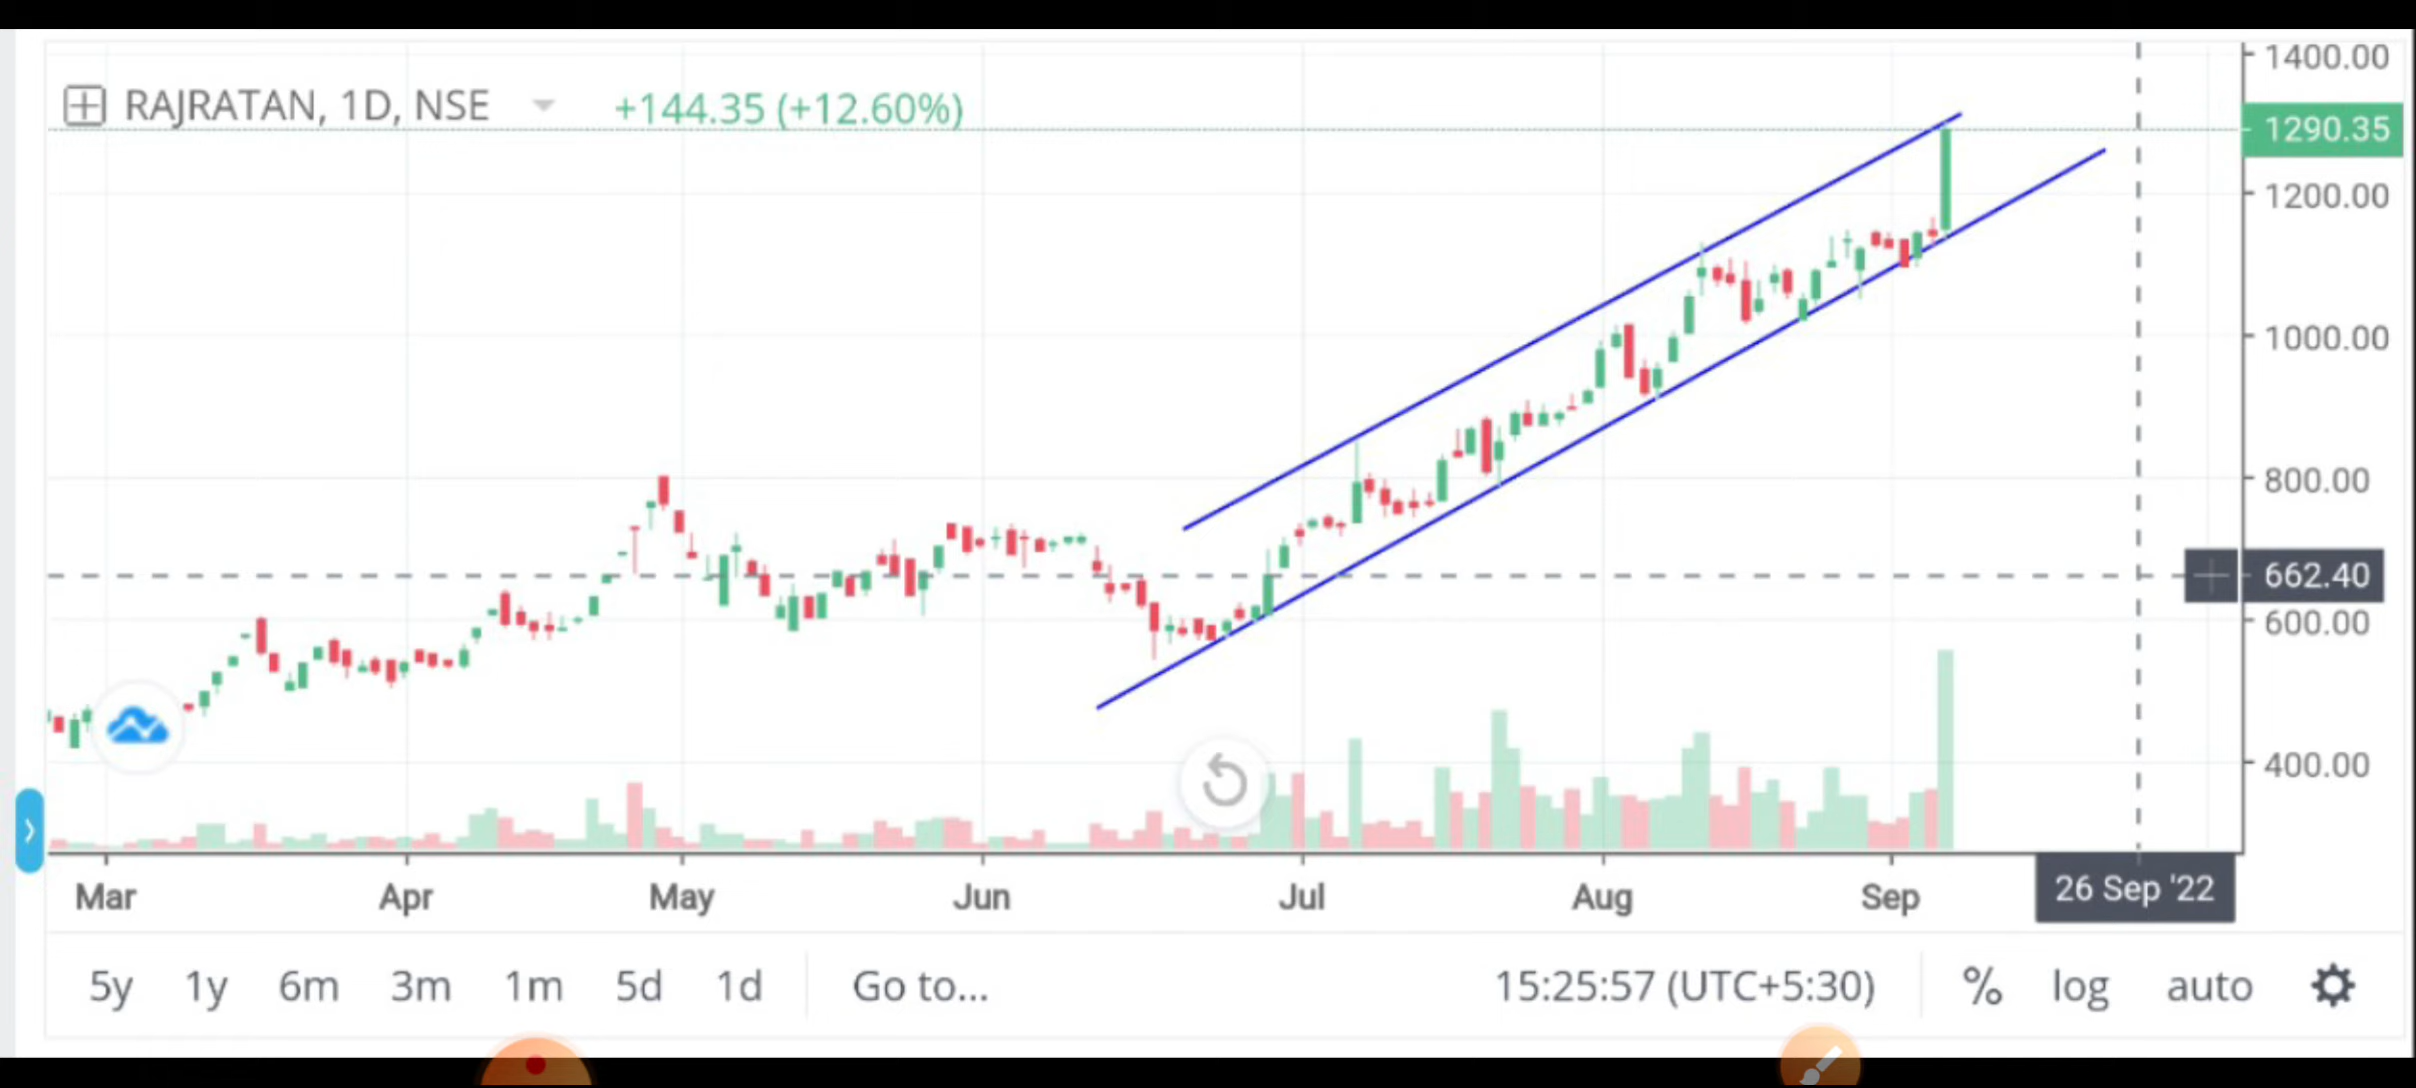 RAJRATAN, 1D, NSE +144.35 (+12.60%)
1400.00
1290.35
1200.00
1000.00
800.00
662.40
600.00
400.00
Mar Apr May Jun Jul Aug Sep 26 Sep '22
5y 1y 6m 3m 1m 5d 1d Go to... 15:25:57 (UTC+5:30) % log auto